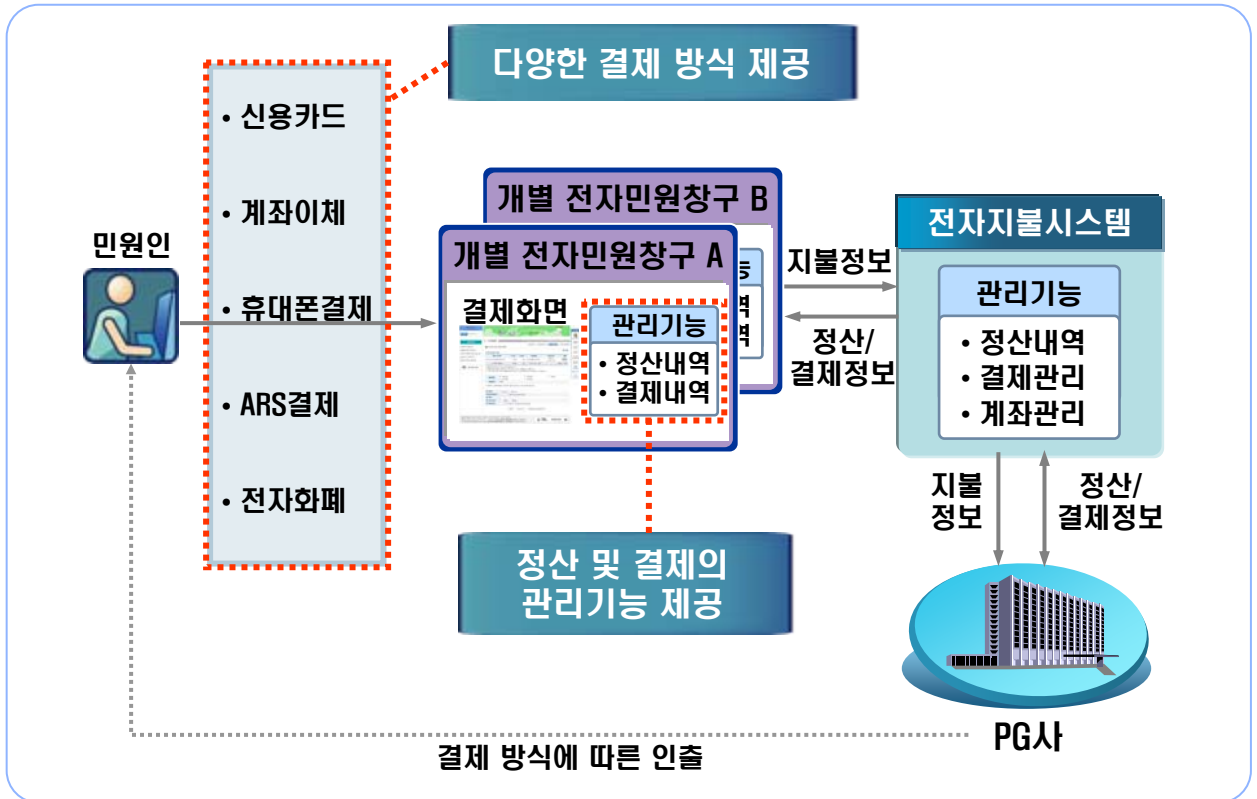 다양한 결제 방식 제공
• 신용카드
• 계좌이체
• 휴대폰결제
• ARS결제
• 전자화폐
민원인
개별 전자민원창구 B
개별 전자민원창구 A
결제화면
관리기능
• 정산내역
• 결제내역
능
역
역
지불정보
정산/
결제정보
전자지불시스템
관리기능
• 정산내역
• 결제관리
• 계좌관리
지불
정보
정산/
결제정보
정산 및 결제의
관리기능 제공
PG사
결제 방식에 따른 인출